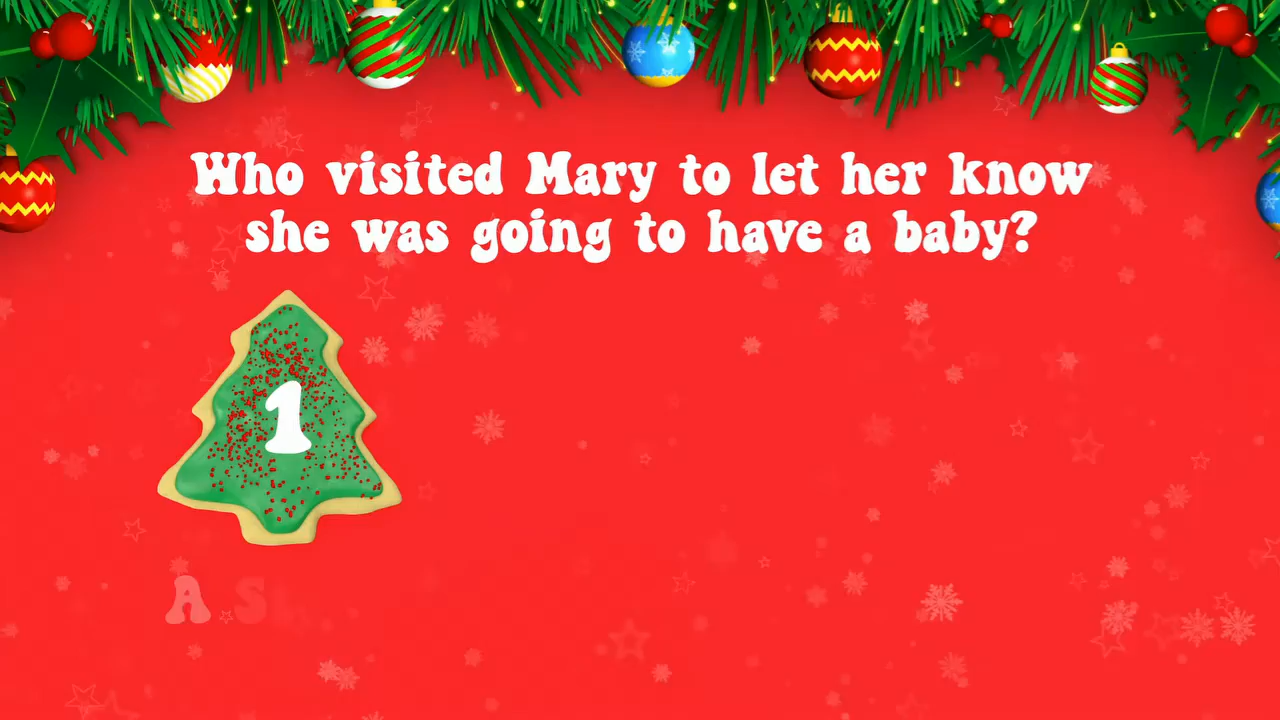 Who visited Mary to let her know
she was going to have a baby?
1
A